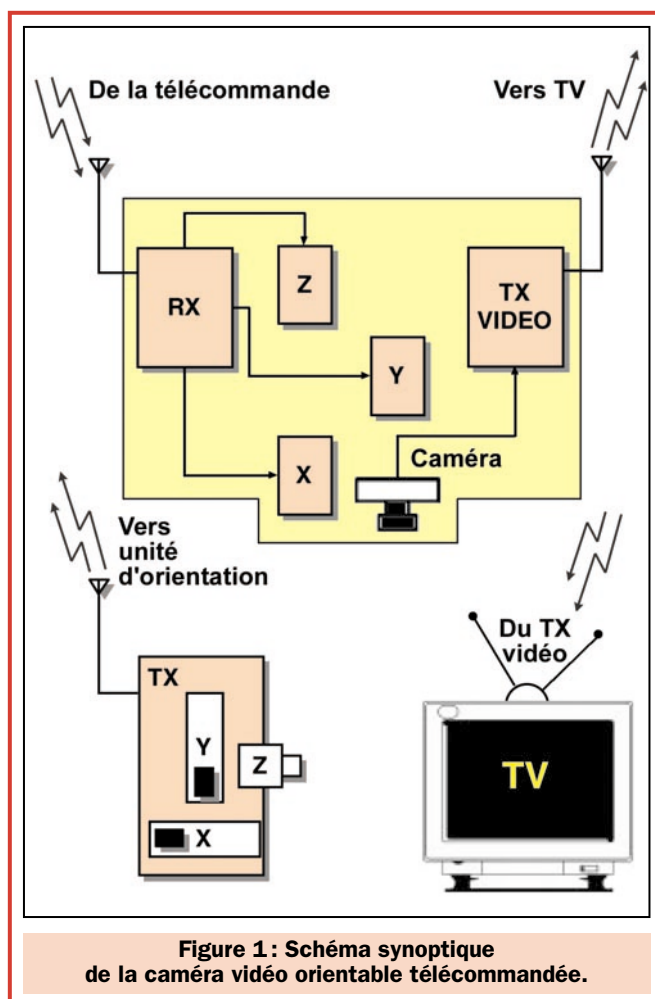 De la télécommande
Vers TV
RX
Z
TX
VIDEO
Y
X
Caméra
Vers
unité
d'orientation
Du TX
vidéo
TX
Y
Z
X
TV
Figure 1: Schéma synoptique
de la caméra vidéo orientable télécommandée.